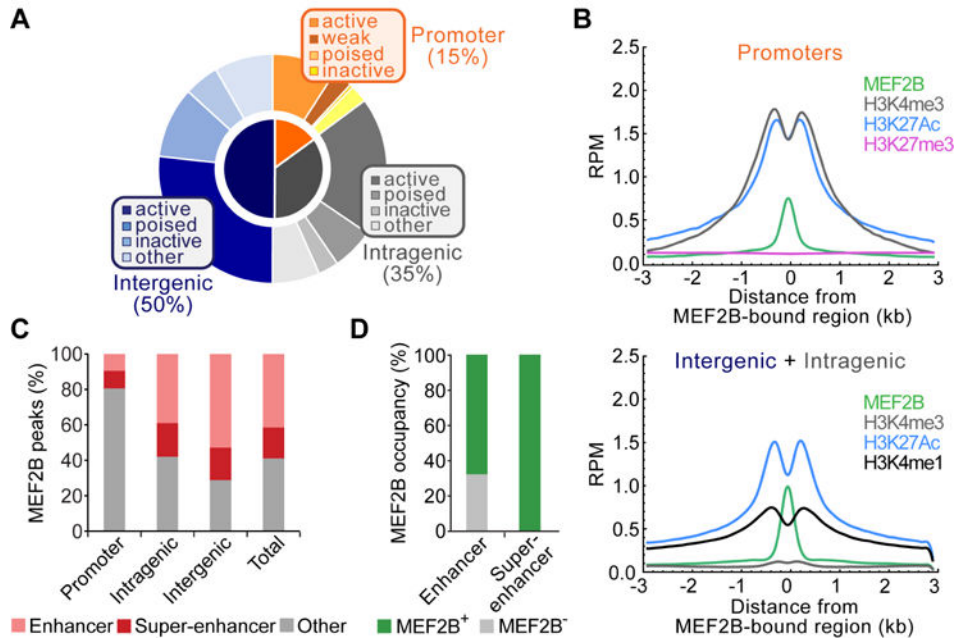 A
active
weak
poised
inactive
Promoter
(15%)
active
poised
inactive
other
Intergenic
(50%)
active
poised
inactive
other
Intragenic
(35%)
B
2.5
2.0
1.5
1.0
0.5
0.0
RPM
Promoters
MEF2B
H3K4me3
H3K27Ac
H3K27me3
-3 -2 -1 0 1 2 3
Distance from
MEF2B-bound region (kb)
2.5
2.0
1.5
1.0
0.5
0.0
RPM
Intergenic + Intragenic
MEF2B
H3K4me3
H3K27Ac
H3K4me1
-3 -2 -1 0 1 2 3
Distance from
MEF2B-bound region (kb)
C
MEF2B peaks (%)
100
80
60
40
20
0
Promoter
Intragenic
Intergenic
Total
Enhancer Super-enhancer Other
D
MEF2B occupancy (%)
100
80
60
40
20
0
Enhancer
Super-
enhancer
MEF2B+ MEF2B-